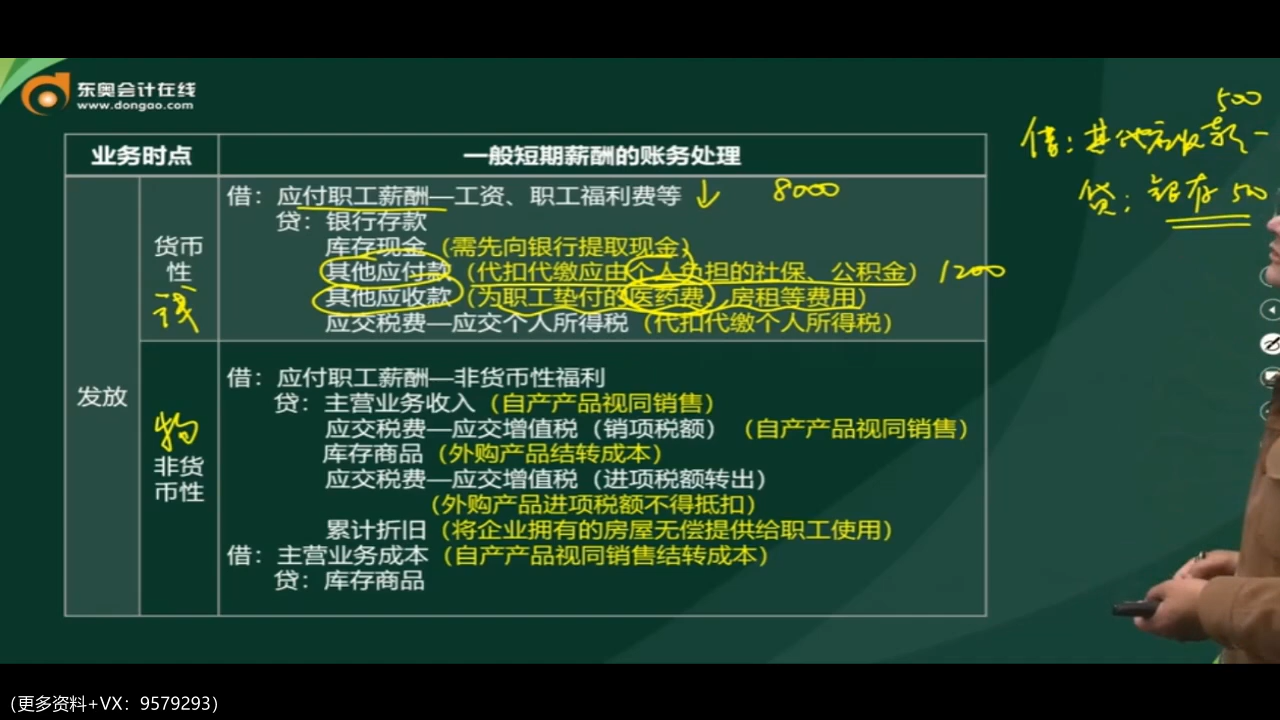 东奥会计在线
www.dongao.com
业务时点
一般短期薪酬的账务处理
发放
货币
性
钱
借：应付职工薪酬—工资、职工福利费等
8000
贷：银行存款
库存现金（需先向银行提取现金）
其他应付款（代扣代缴应由个人负担的社保、公积金）
1200
其他应收款（为职工垫付的医药费、房租等费用）
应交税费—应交个人所得税（代扣代缴个人所得税）
物
非货
币性
借：应付职工薪酬—非货币性福利
贷：主营业务收入（自产产品视同销售）
应交税费—应交增值税（销项税额）（自产产品视同销售）
库存商品（外购产品结转成本）
应交税费—应交增值税（进项税额转出）
（外购产品进项税额不得抵扣）
累计折旧（将企业拥有的房屋无偿提供给职工使用）
借：主营业务成本（自产产品视同销售结转成本）
贷：库存商品
500
借：其他应收款一
贷：银存 500
(更多资料+VX：9579293)